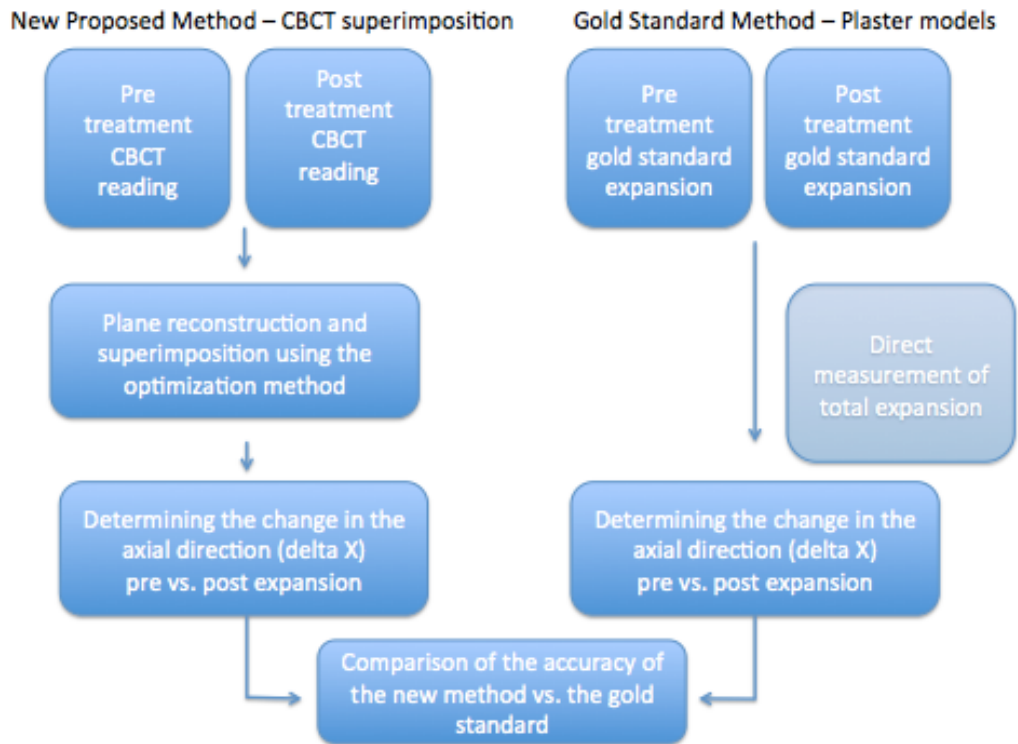 New Proposed Method – CBCT superimposition
Pre
treatment
CBCT
reading
Post
treatment
CBCT
reading
Plane reconstruction and
superimposition using the
optimization method
Determining the change in the
axial direction (delta X)
pre vs. post expansion
Gold Standard Method – Plaster models
Pre
treatment
gold standard
expansion
Post
treatment
gold standard
expansion
Direct
measurement of
total expansion
Determining the change in the
axial direction (delta X)
pre vs. post expansion
Comparison of the accuracy of
the new method vs. the gold
standard